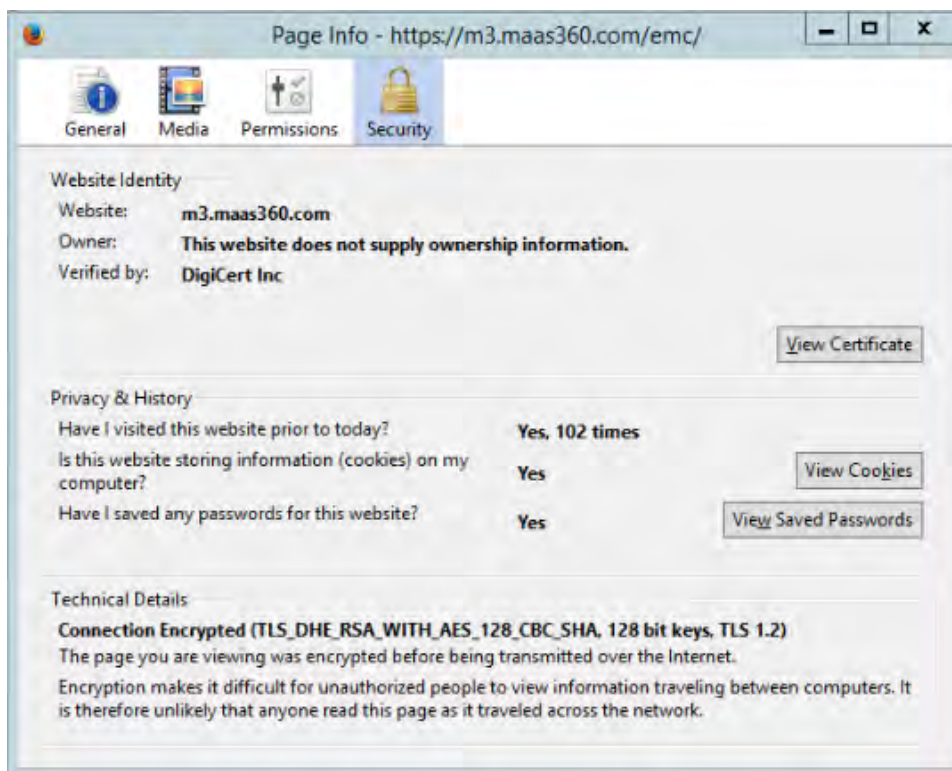 Page Info - https://m3.maas360.com/emc/
General Media Permissions Security
Website Identity
Website: m3.maas360.com
Owner: This website does not supply ownership information.
Verified by: DigiCert Inc
View Certificate
Privacy & History
Have I visited this website prior to today? Yes, 102 times
Is this website storing information (cookies) on my
computer? Yes View Cookies
Have I saved any passwords for this website? Yes View Saved Passwords
Technical Details
Connection Encrypted (TLS_DHE_RSA_WITH_AES_128_CBC_SHA, 128 bit keys, TLS 1.2)
The page you are viewing was encrypted before being transmitted over the Internet.
Encryption makes it difficult for unauthorized people to view information traveling between computers. It
is therefore unlikely that anyone read this page as it traveled across the network.